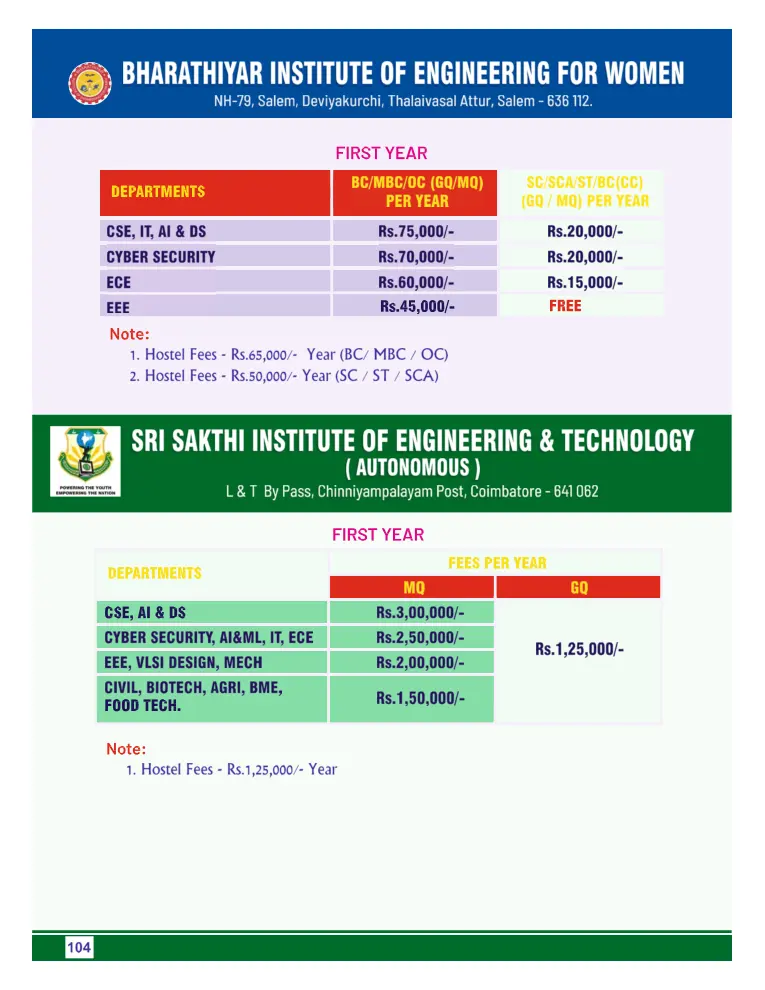 BHARATHIYAR INSTITUTE OF ENGINEERING FOR WOMEN
NH-79, Salem, Deviyakurchi, Thalaivasal Attur, Salem - 636 112.
FIRST YEAR
DEPARTMENTS BC/MBC/OC (GQ/MQ) PER YEAR SC/SCA/ST/BC(CC) (GQ / MQ) PER YEAR
CSE, IT, AI & DS Rs.75,000/- Rs.20,000/-
CYBER SECURITY Rs.70,000/- Rs.20,000/-
ECE Rs.60,000/- Rs.15,000/-
EEE Rs.45,000/- FREE
Note:
1. Hostel Fees - Rs.65,000/- Year (BC/ MBC / OC)
2. Hostel Fees - Rs.50,000/- Year (SC / ST / SCA)
POWERING THE YOUTH
EMPOWERING THE NATION
SRI SAKTHI INSTITUTE OF ENGINEERING & TECHNOLOGY
( AUTONOMOUS )
L & T By Pass, Chinniyampalayam Post, Coimbatore - 641 062
FIRST YEAR
DEPARTMENTS FEES PER YEAR
MQ GQ
CSE, AI & DS Rs.3,00,000/-
CYBER SECURITY, AI&ML, IT, ECE Rs.2,50,000/-
Rs.1,25,000/-
EEE, VLSI DESIGN, MECH Rs.2,00,000/-
CIVIL, BIOTECH, AGRI, BME,
FOOD TECH. Rs.1,50,000/-
Note:
1. Hostel Fees - Rs.1,25,000/- Year
104